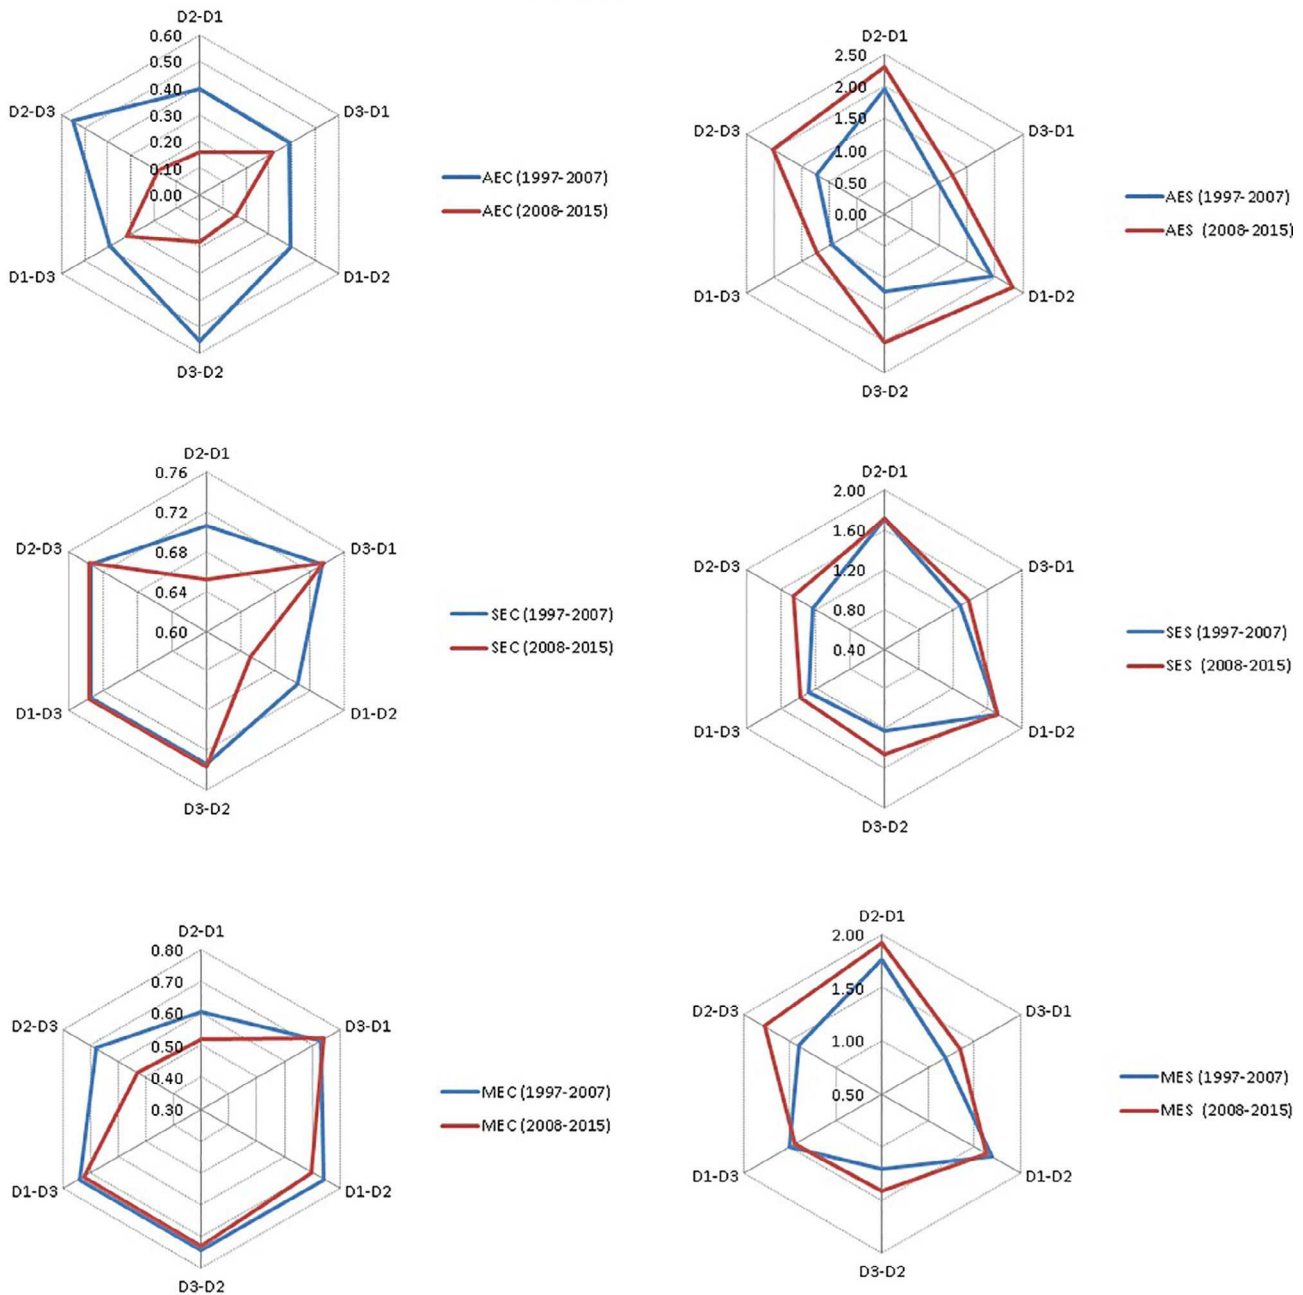 D2-D1
0.60
0.50
0.40
0.30
0.20
0.10
0.00
D2-D3
D3-D1
D1-D3
D1-D2
D3-D2
AEC (1997-2007)
AEC (2008-2015)
D2-D1
2.50
2.00
1.50
1.00
0.50
0.00
D2-D3
D3-D1
D1-D3
D1-D2
D3-D2
AES (1997-2007)
AES (2008-2015)
D2-D1
0.76
0.72
0.68
0.64
0.60
D2-D3
D3-D1
D1-D3
D1-D2
D3-D2
SEC (1997-2007)
SEC (2008-2015)
D2-D1
2.00
1.60
1.20
0.80
0.40
D2-D3
D3-D1
D1-D3
D1-D2
D3-D2
SES (1997-2007)
SES (2008-2015)
D2-D1
0.80
0.70
0.60
0.50
0.40
0.30
D2-D3
D3-D1
D1-D3
D1-D2
D3-D2
MEC (1997-2007)
MEC (2008-2015)
D2-D1
2.00
1.50
1.00
0.50
D2-D3
D3-D1
D1-D3
D1-D2
D3-D2
MES (1997-2007)
MES (2008-2015)